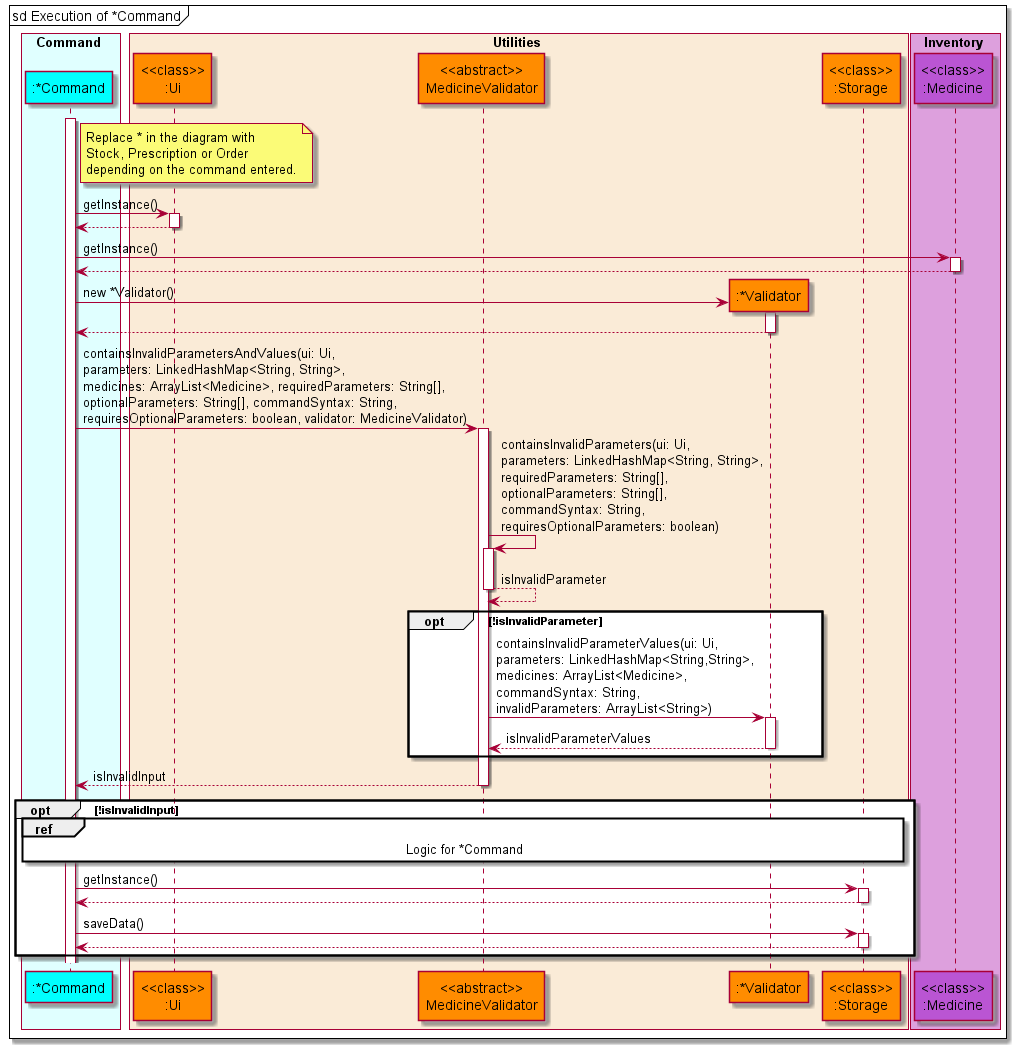 sd Execution of *Command
Command
Utilities
Inventory
:*Command
<<class>>
:Ui
<<abstract>>
MedicineValidator
<<class>>
:Storage
<<class>>
:Medicine
Replace * in the diagram with
Stock, Prescription or Order
depending on the command entered.
getInstance()
getInstance()
new *Validator()
:*Validator
containsInvalidParametersAndValues(ui: Ui,
parameters: LinkedHashMap<String, String>,
medicines: ArrayList<Medicine>, requiredParameters: String[],
optionalParameters: String[], commandSyntax: String,
requiresOptionalParameters: boolean, validator: MedicineValidator)
containsInvalidParameters(ui: Ui,
parameters: LinkedHashMap<String, String>,
requiredParameters: String[],
optionalParameters: String[],
commandSyntax: String,
requiresOptionalParameters: boolean)
isInvalidParameter
opt
[!isInvalidParameter]
containsInvalidParameterValues(ui: Ui,
parameters: LinkedHashMap<String,String>,
medicines: ArrayList<Medicine>,
commandSyntax: String,
invalidParameters: ArrayList<String>)
isInvalidParameterValues
isInvalidInput
opt
[!isInvalidInput]
ref
Logic for *Command
getInstance()
saveData()
:*Command
<<class>>
:Ui
<<abstract>>
MedicineValidator
:*Validator
<<class>>
:Storage
<<class>>
:Medicine